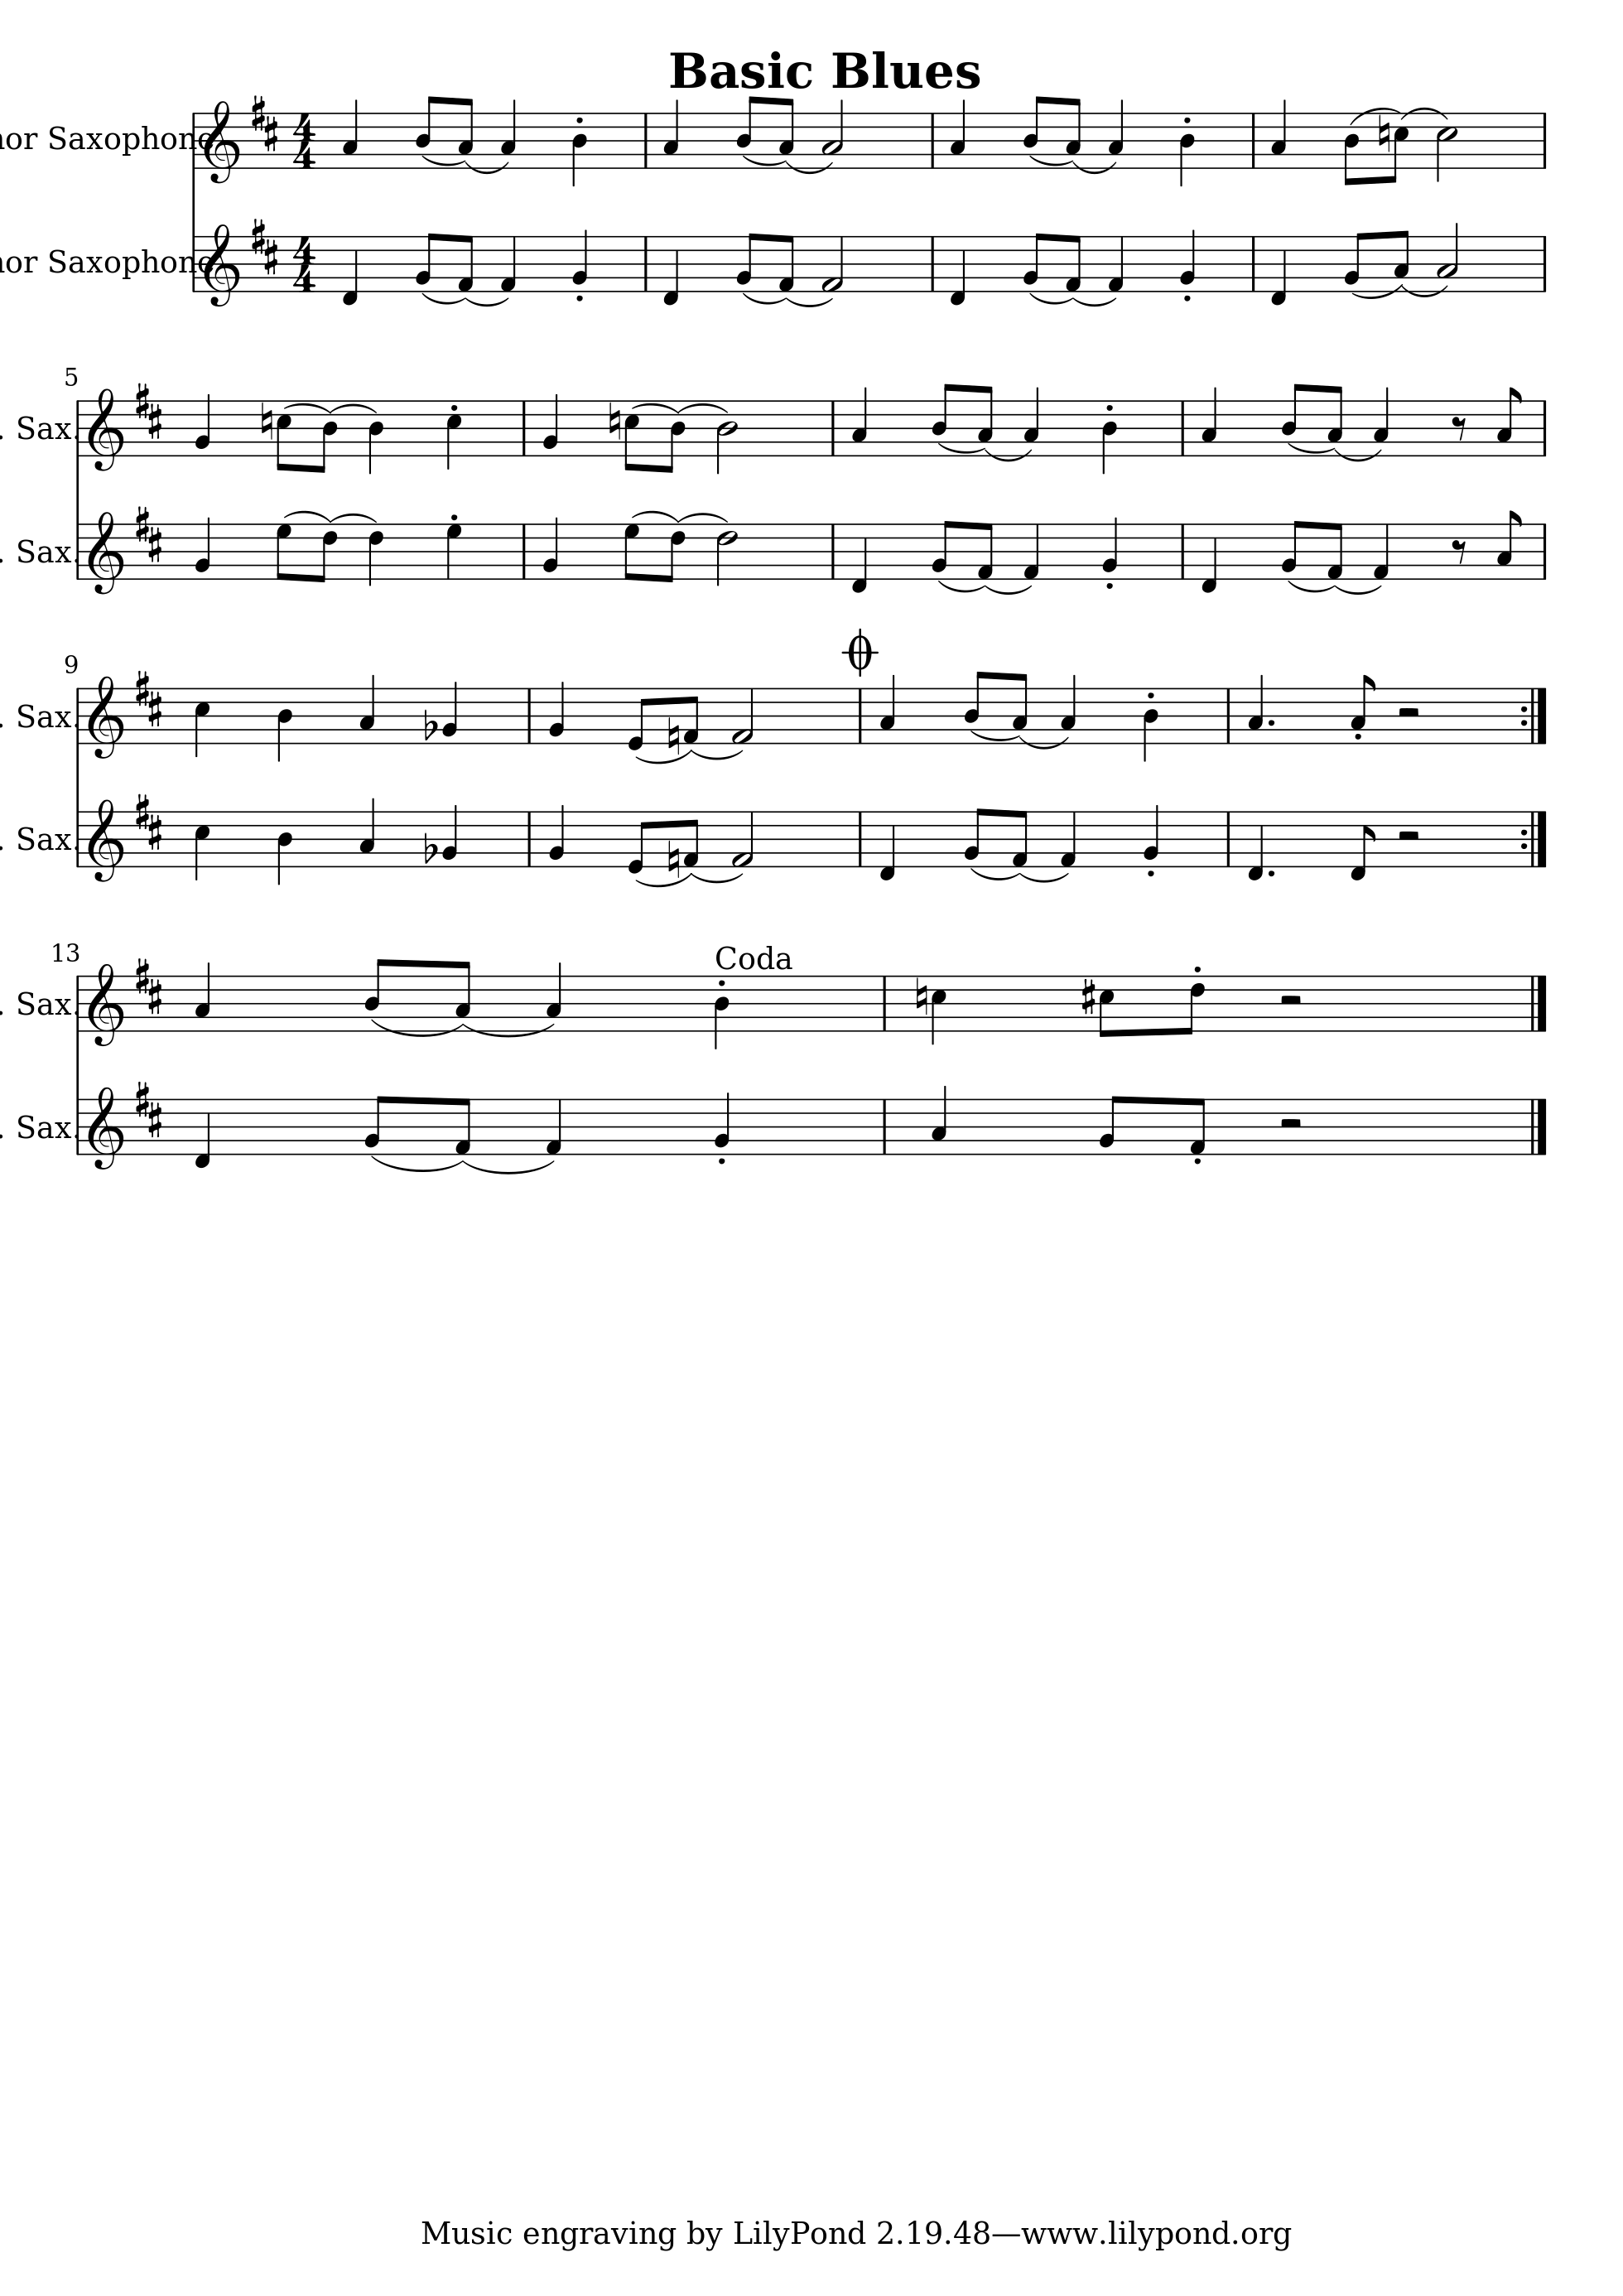 Basic Blues
nor Saxophone
nor Saxophone
5
. Sax.
. Sax.
9
. Sax.
. Sax.
13
Coda
. Sax.
. Sax.
Music engraving by LilyPond 2.19.48—www.lilypond.org